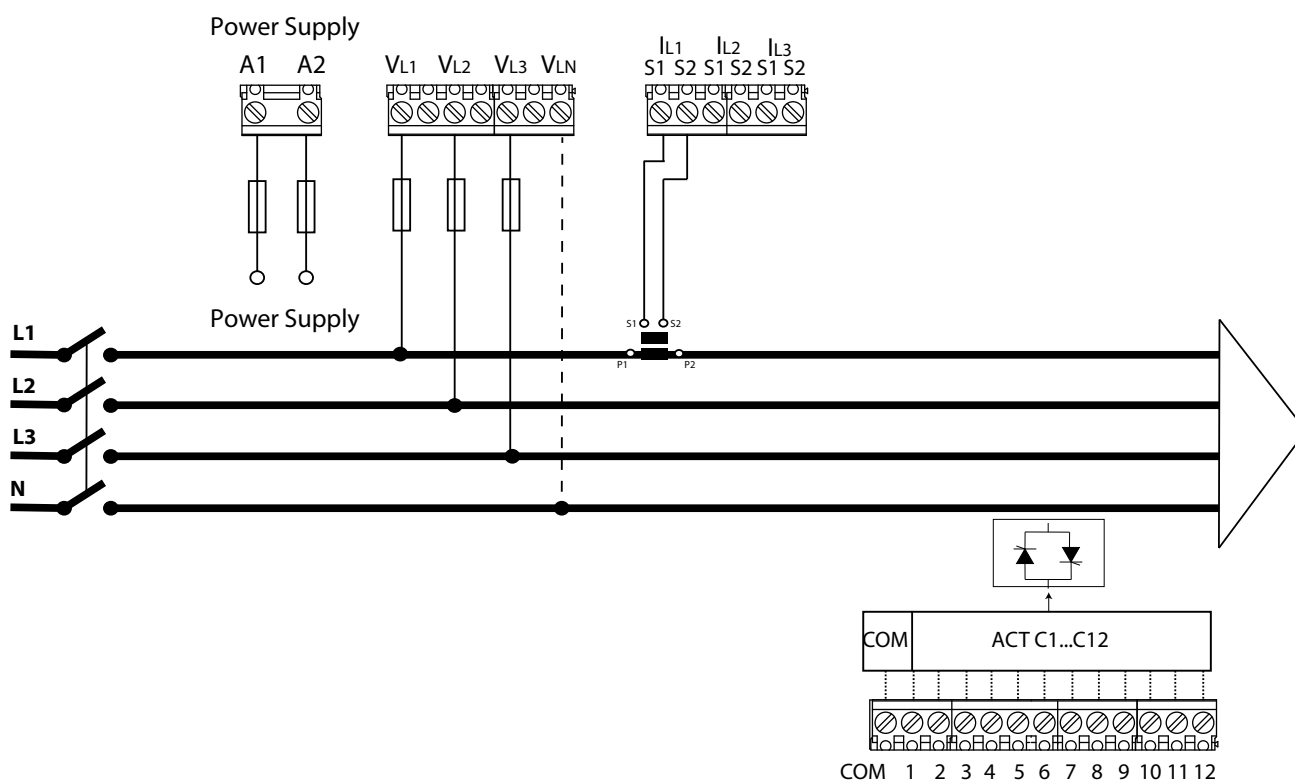 Power Supply
A1 A2
VL1 VL2 VL3 VLN
IL1 IL2 IL3
S1 S2 S1 S2 S1 S2
Power Supply
S1 S2
P1 P2
L1
L2
L3
N
COM ACT C1...C12
COM 1 2 3 4 5 6 7 8 9 10 11 12